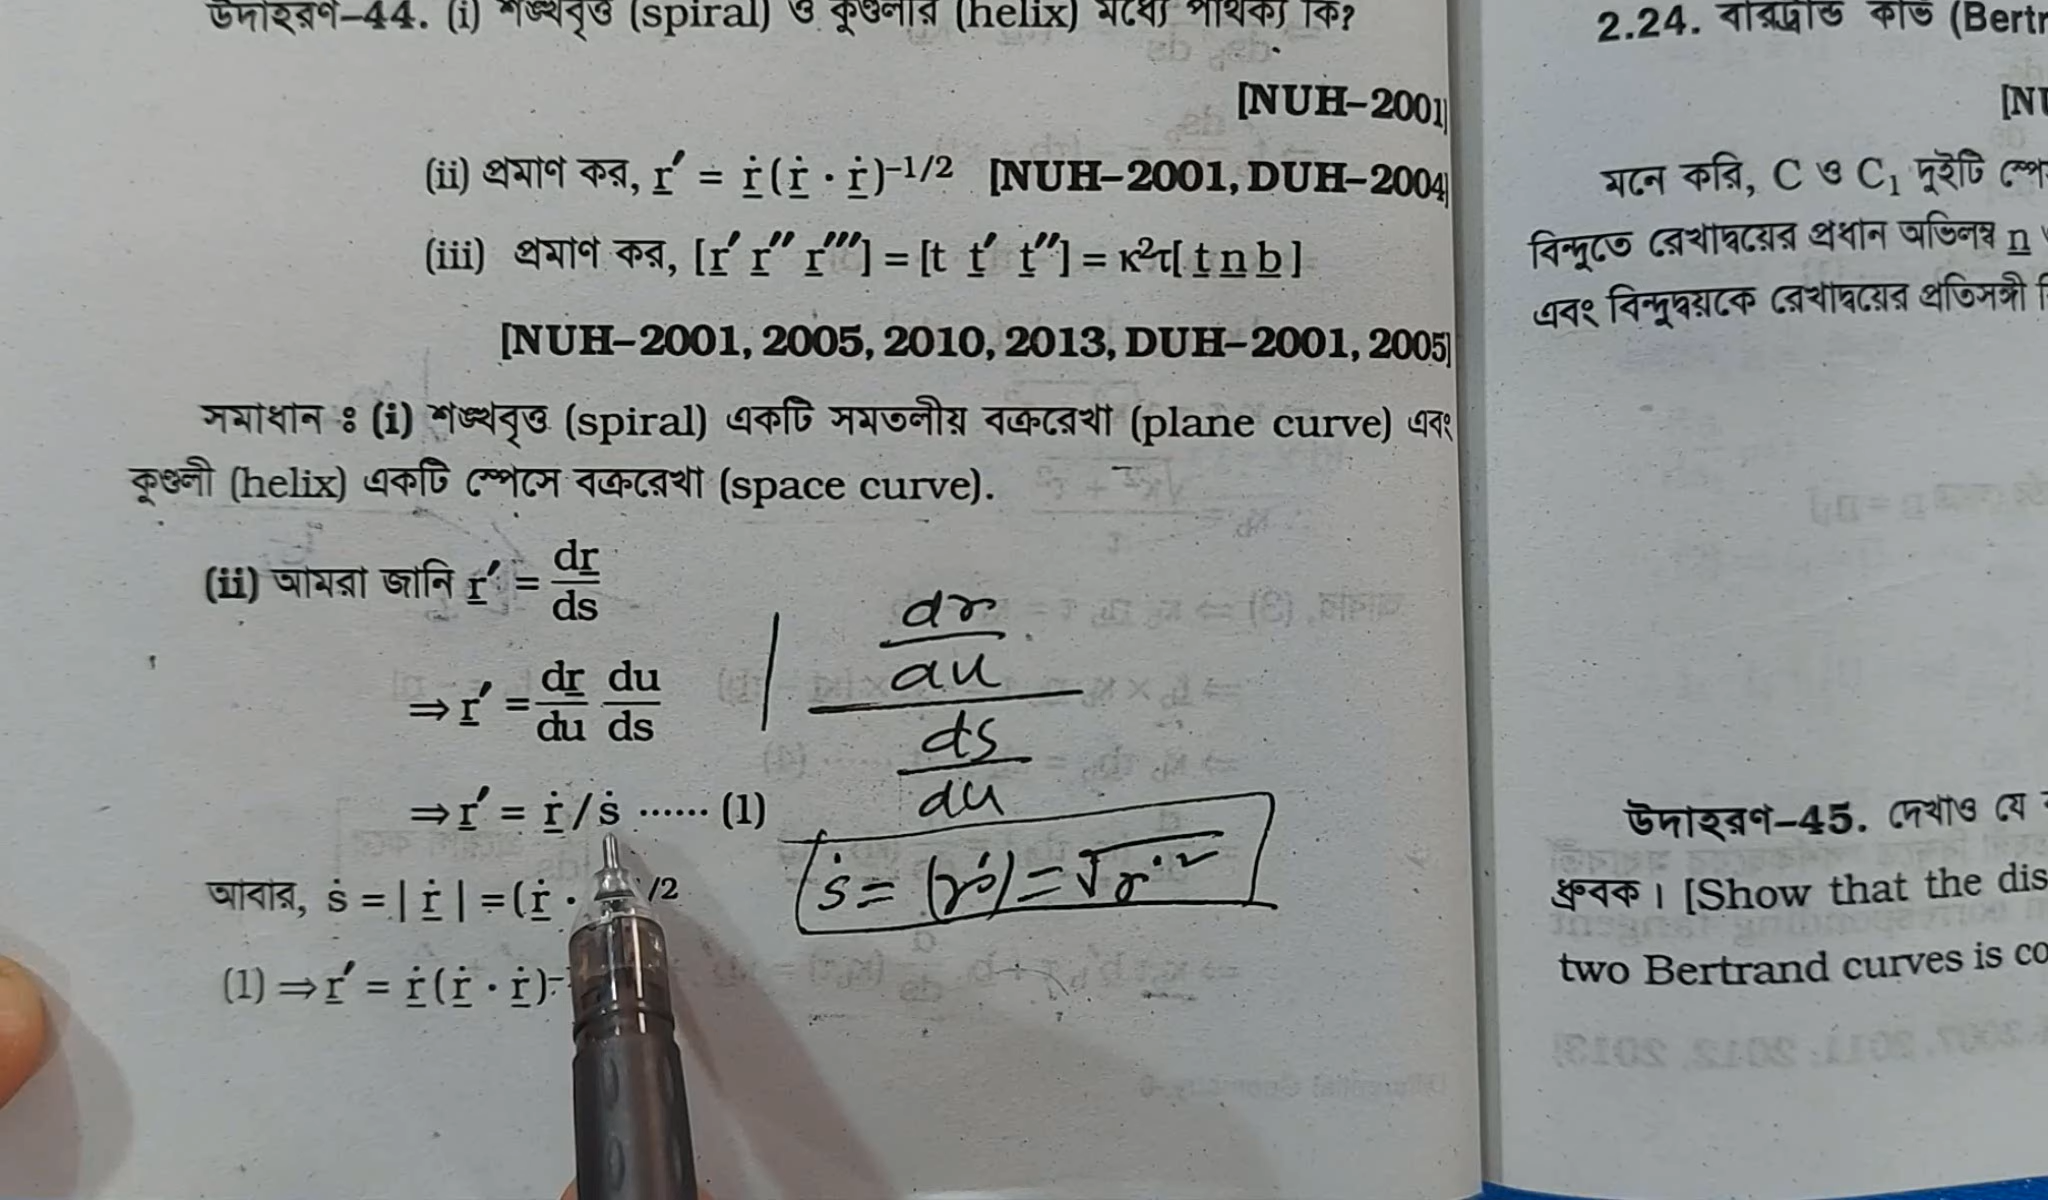 উদাহরণ-44. (i) শঙ্খবৃত্ত (spiral) ও কুণ্ডলীর (helix) মধ্যে পার্থক্য কি?
[NUH-2001]
(ii) প্রমাণ কর, r′ = ṙ(ṙ · ṙ)⁻¹/² [NUH-2001, DUH-2004]
(iii) প্রমাণ কর, [r′ r″ r‴] = [t t′ t″] = κ²τ[ t n b ]
[NUH-2001, 2005, 2010, 2013, DUH-2001, 2005]
সমাধান ঃ (i) শঙ্খবৃত্ত (spiral) একটি সমতলীয় বক্ররেখা (plane curve) এবং
কুণ্ডলী (helix) একটি স্পেসে বক্ররেখা (space curve).
(ii) আমরা জানি r′ = dr/ds
⇒ r′ = dr/du du/ds
⇒ r′ = ṙ / ṡ ...... (1)
আবার, ṡ = | ṙ | = (ṙ · /2
(1) ⇒ r′ = ṙ(ṙ · ṙ)⁻
dr
du
ds
du
ṡ = (ṙ) = √ṙ²
2.24. বারট্রান্ড কার্ভ (Bertr
[NU
মনে করি, C ও C₁ দুইটি
বিন্দুতে রেখাদ্বয়ের প্রধান অভিলম্ব n
এবং বিন্দুদ্বয়কে রেখাদ্বয়ের প্রতিসঙ্গী
উদাহরণ-45. দেখাও যে
ধ্রুবক। [Show that the dis
two Bertrand curves is co